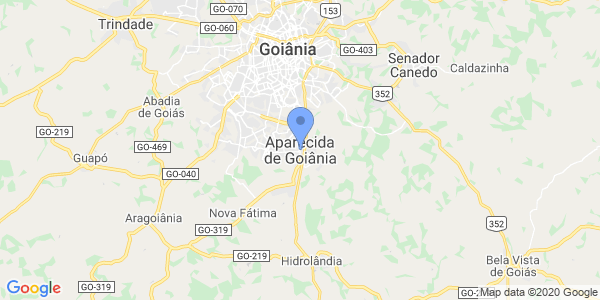 GO-070
Trindade
153
GO-060
Goiânia
GO-403
Senador
Canedo
Caldazinha
352
Abadia
de Goiás
GO-219
GO-469
Aparecida
de Goiânia
Guapó
GO-040
Aragoiânia
Nova Fátima
GO-319
352
GO-219
Hidrolândia
Bela Vista
de Goiás
GO-319
Google
Map data ©2020 Google